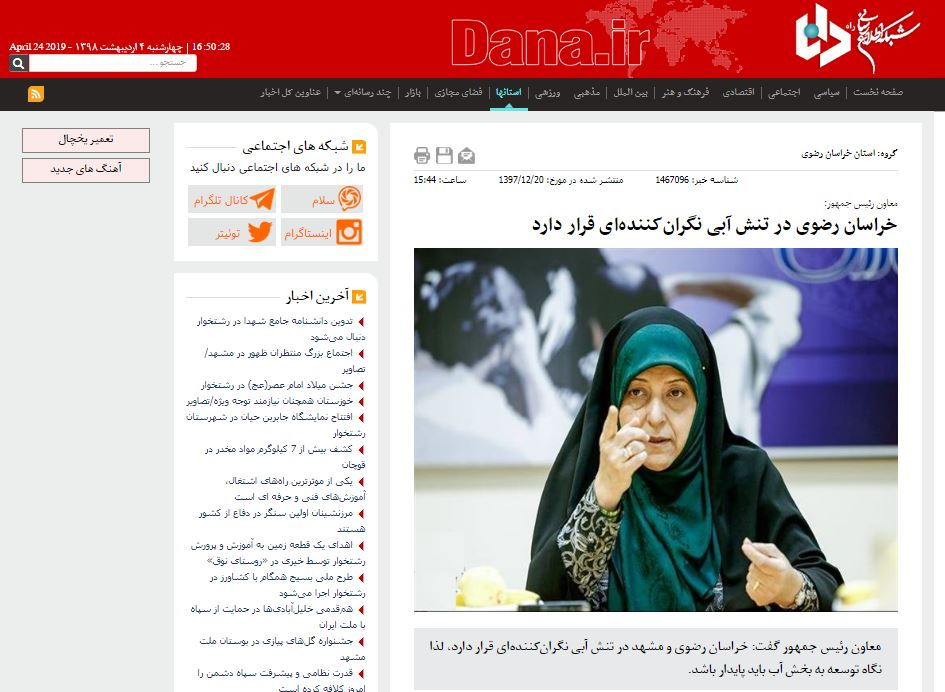 شبکه اطلاع رسانی راه دانا
Dana.ir
April 24 2019 - چهارشنبه ۴ اردیبهشت ۱۳۹۸ | 16:50:28
جستجو...
صفحه نخست | سیاسی | اجتماعی | اقتصادی | فرهنگ و هنر | بین الملل | مذهبی | ورزشی | استانها | فضای مجازی | بازار | چند رسانه‌ای | عناوین کل اخبار
گروه: استان خراسان رضوی
شناسه خبر: 1467096 منتشر شده در مورخ: 1397/12/20 ساعت: 15:44
معاون رئیس جمهور:
خراسان رضوی در تنش آبی نگران‌کننده‌ای قرار دارد
معاون رئیس جمهور گفت: خراسان رضوی و مشهد در تنش آبی نگران‌کننده‌ای قرار دارد، لذا
نگاه توسعه به بخش آب باید پایدار باشد.
شبکه های اجتماعی
ما را در شبکه های اجتماعی دنبال کنید
سلام کانال تلگرام
اینستاگرام توئیتر
آخرین اخبار
تدوین دانشنامه جامع شهدا در رشتخوار
دنبال می‌شود
اجتماع بزرگ منتظران ظهور در مشهد/
تصاویر
جشن میلاد امام عصر(عج) در رشتخوار
خوزستان همچنان نیازمند توجه ویژه/تصاویر
افتتاح نمایشگاه جابربن حیان در شهرستان
رشتخوار
کشف بیش از 7 کیلوگرم مواد مخدر در
قوچان
یکی از موثرترین راه‌های اشتغال،
آموزش‌های فنی و حرفه ای است
مرزنشینان اولین سنگر در دفاع از کشور
هستند
اهدای یک قطعه زمین به آموزش و پرورش
رشتخوار توسط خیری در «روستای نوق»
طرح ملی بسیج همگام با کشاورز در
رشتخوار اجرا می‌شود
هم‌قدمی خلیل‌آبادی‌ها در حمایت از سپاه
با ملت ایران
جشنواره گل‌های پیازی در بوستان ملت
مشهد
قدرت نظامی و پیشرفت سپاه دشمن را
امروز کلافه کرده است
تعمیر یخچال
آهنگ های جدید